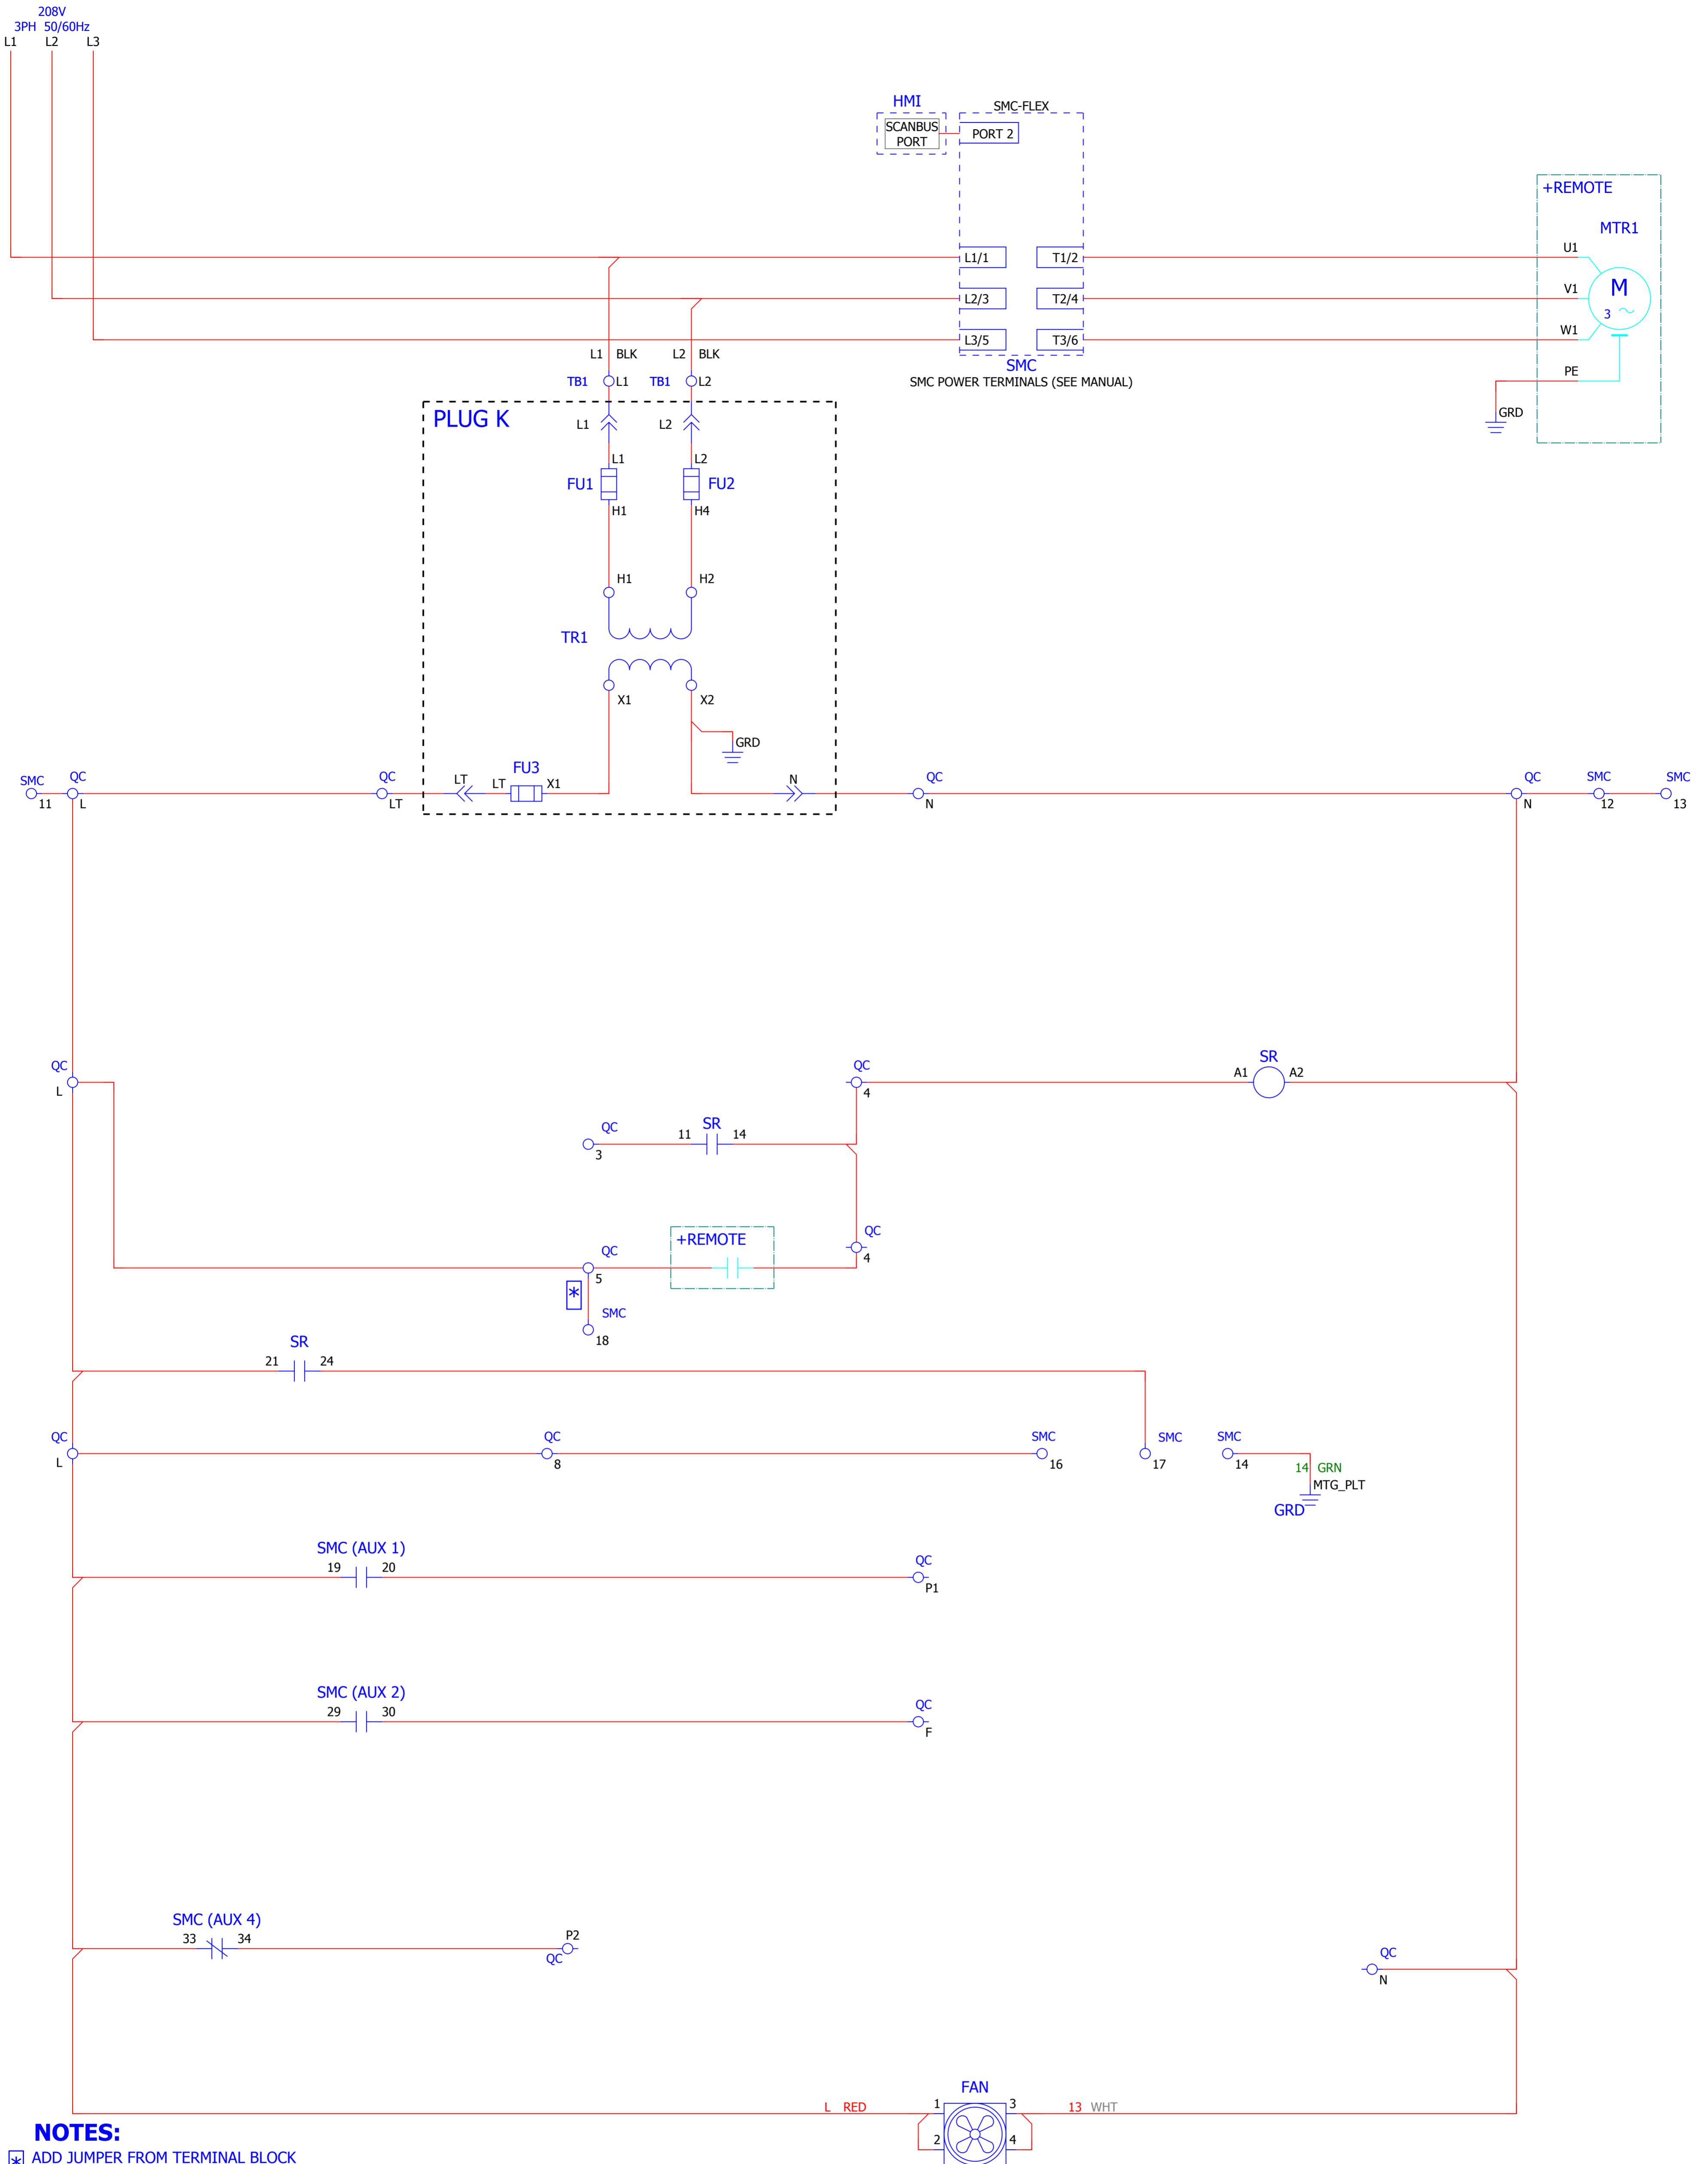 208V
3PH 50/60Hz
L1 L2 L3
HMI
SMC-FLEX
SCANBUS
PORT
PORT 2
+REMOTE
MTR1
U1
L1/1 T1/2
M
3
V1
L2/3 T2/4
W1
L3/5 T3/6
L1 BLK L2 BLK
SMC
PE
TB1 L1 TB1 L2
SMC POWER TERMINALS (SEE MANUAL)
GRD
PLUG K
L1 L2
L1 L2
FU1 FU2
H1 H4
H1 H2
TR1
X1 X2
GRD
FU3
SMC QC QC LT LT X1 N QC QC SMC SMC
11 L LT N N 12 13
SR
QC QC A1 A2
L 4
SR
QC 11 14
3
QC
+REMOTE
4
QC
5
*
SMC
18
SR
21 24
QC QC SMC SMC SMC
L 8 16 17 14
14 GRN
MTG_PLT
GRD
SMC (AUX 1)
19 20
QC
P1
SMC (AUX 2)
29 30
QC
F
SMC (AUX 4)
33 34
P2
QC
QC
N
FAN
L RED 1 3 13 WHT
2 4
NOTES:
* ADD JUMPER FROM TERMINAL BLOCK